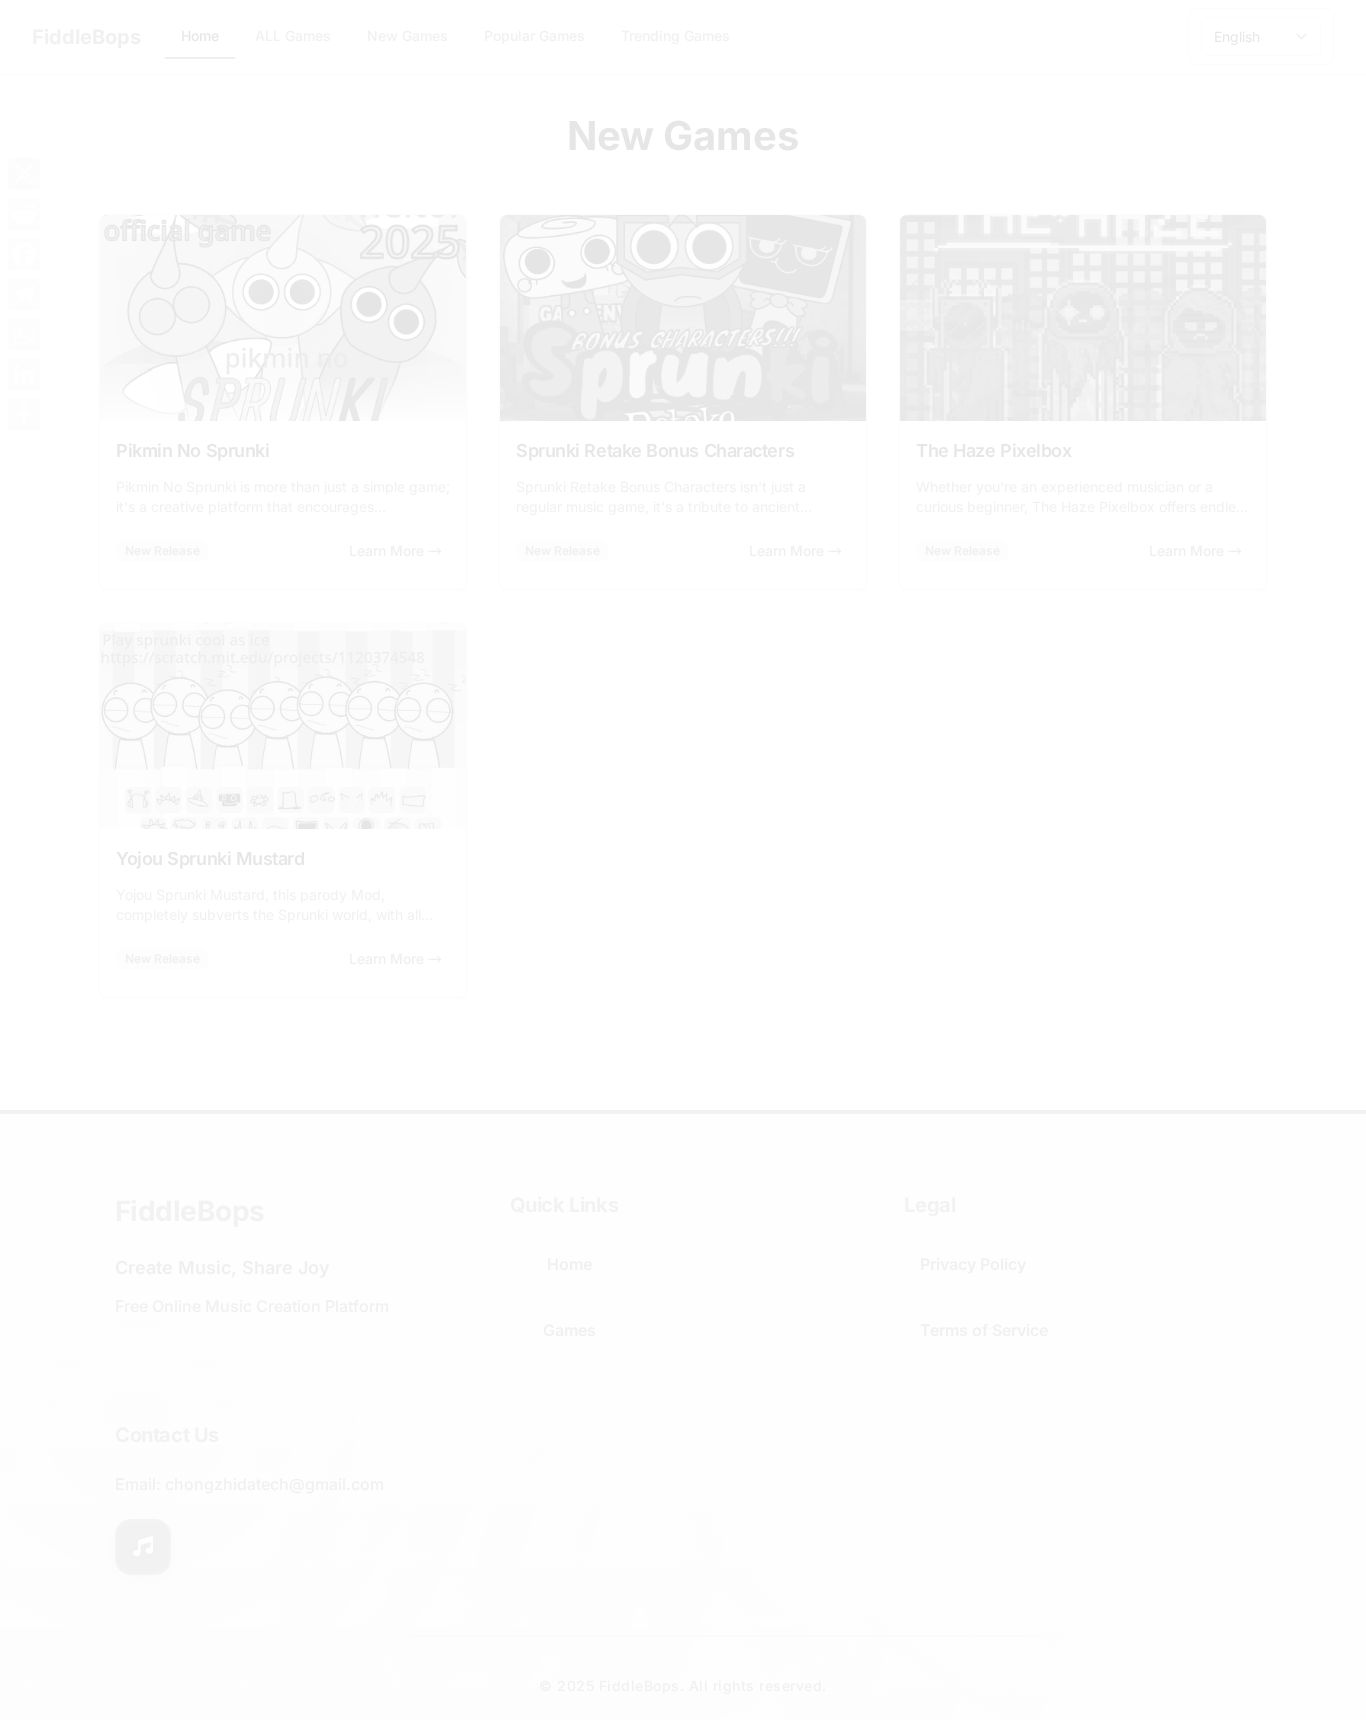 FiddleBops
Home
ALL Games
New Games
Popular Games
Trending Games
English
New Games
official game
2025
pikmin no
SPRUNKI
Pikmin No Sprunki
Pikmin No Sprunki is more than just a simple game;
it's a creative platform that encourages...
New Release
Learn More →
BONUS CHARACTERS!!!
Sprunki
Retake
Sprunki Retake Bonus Characters
Sprunki Retake Bonus Characters isn't just a
regular music game, it's a tribute to ancient...
New Release
Learn More →
THE HAZE
The Haze Pixelbox
Whether you're an experienced musician or a
curious beginner, The Haze Pixelbox offers endle...
New Release
Learn More →
Play sprunki cool as ice
https://scratch.mit.edu/projects/1120374548
Yojou Sprunki Mustard
Yojou Sprunki Mustard, this parody Mod,
completely subverts the Sprunki world, with all...
New Release
Learn More →
FiddleBops
Create Music, Share Joy
Free Online Music Creation Platform
Quick Links
Home
Games
Legal
Privacy Policy
Terms of Service
Contact Us
Email: chongzhidatech@gmail.com
© 2025 FiddleBops. All rights reserved.